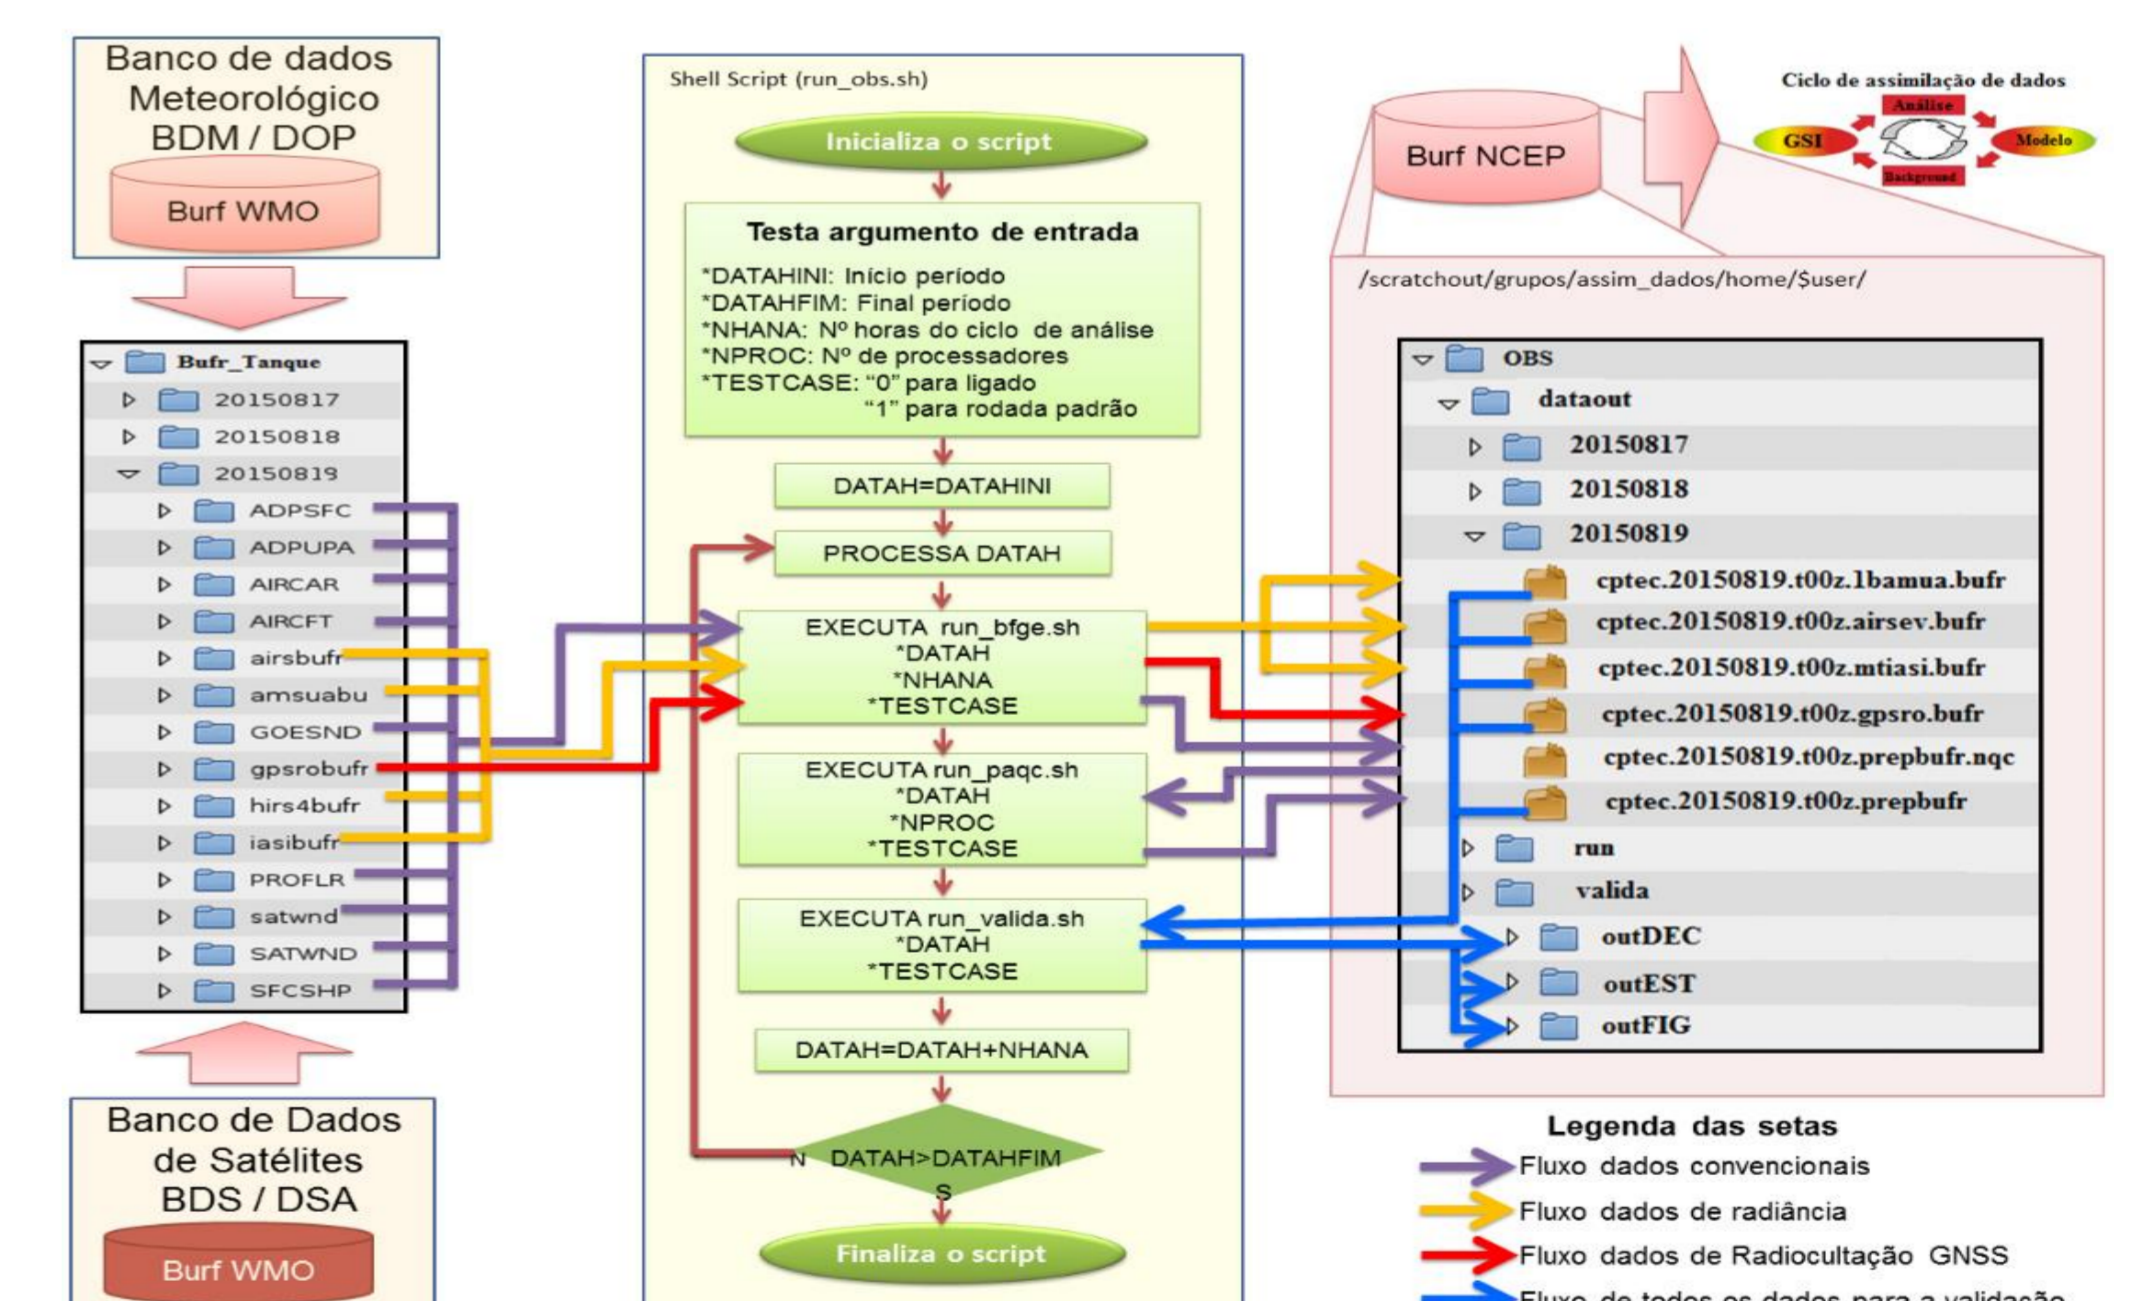 Banco de dados
Meteorológico
BDM / DOP
Burf WMO
Bufr_Tanque
20150817
20150818
20150819
ADPSFC
ADPUPA
AIRCAR
AIRCFT
airsbufr
amsuabu
GOESND
gpsrobufr
hirs4bufr
iasibufr
PROFLR
satwnd
SATWND
SFCSHP
Banco de Dados
de Satélites
BDS / DSA
Burf WMO
Shell Script (run_obs.sh)
Inicializa o script
Testa argumento de entrada
*DATAHINI: Início período
*DATAHFIM: Final período
*NHANA: Nº horas do ciclo de análise
*NPROC: Nº de processadores
*TESTCASE: “0” para ligado
“1” para rodada padrão
DATAH=DATAHINI
PROCESSA DATAH
EXECUTA run_bfge.sh
*DATAH
*NHANA
*TESTCASE
EXECUTA run_paqc.sh
*DATAH
*NPROC
*TESTCASE
EXECUTA run_valida.sh
*DATAH
*TESTCASE
DATAH=DATAH+NHANA
N DATAH>DATAHFIM
S
Finaliza o script
Burf NCEP
Ciclo de assimilação de dados
Análise
GSI
Modelo
Background
/scratchout/grupos/assim_dados/home/$user/
OBS
dataout
20150817
20150818
20150819
cptec.20150819.t00z.1bamua.bufr
cptec.20150819.t00z.airsev.bufr
cptec.20150819.t00z.mtiasi.bufr
cptec.20150819.t00z.gpsro.bufr
cptec.20150819.t00z.prepbufr.nqc
cptec.20150819.t00z.prepbufr
run
valida
outDEC
outEST
outFIG
Legenda das setas
Fluxo dados convencionais
Fluxo dados de radiância
Fluxo dados de Radiocultação GNSS
Fluxo de todos os dados para a validação